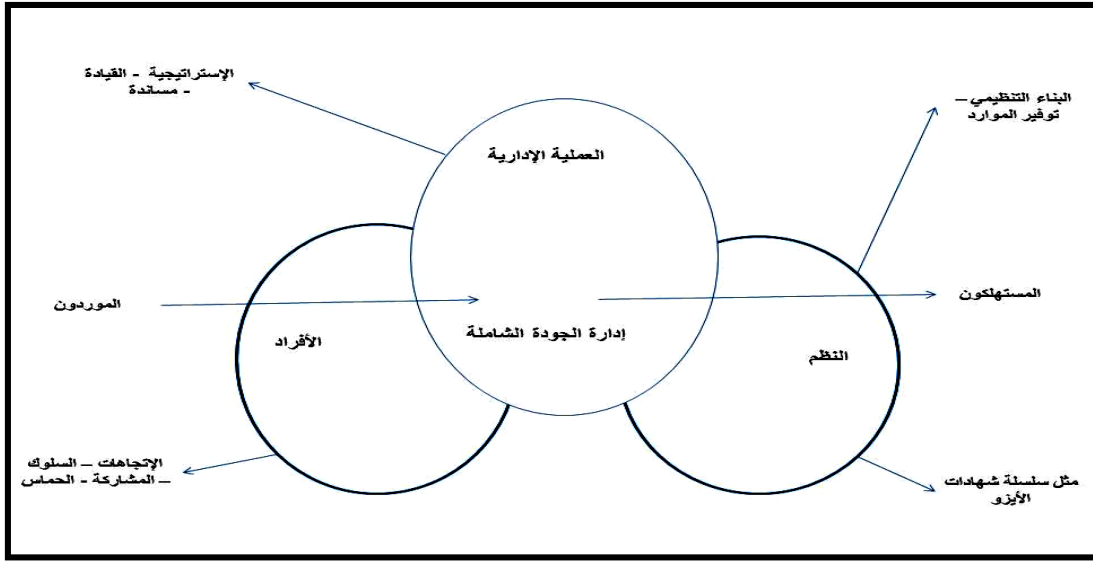 الإستراتيجية - القيادة
- مساندة
البناء التنظيمي –
توفير الموارد
العملية الإدارية
المستهلكون
الموردون
إدارة الجودة الشاملة
الأفراد
النظم
الإتجاهات – السلوك
– المشاركة - الحماس
مثل سلسلة شهادات
الأيزو